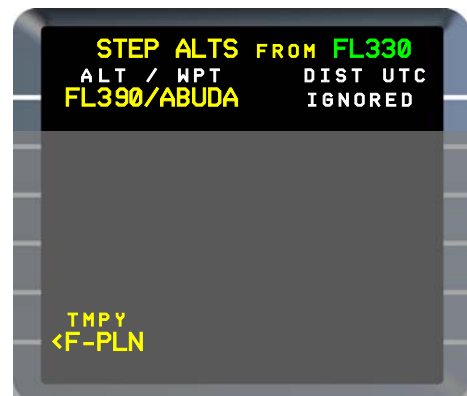 STEP ALTS FROM FL330
ALT / WPT DIST UTC
FL390/ABUDA IGNORED
TMPY
<F-PLN